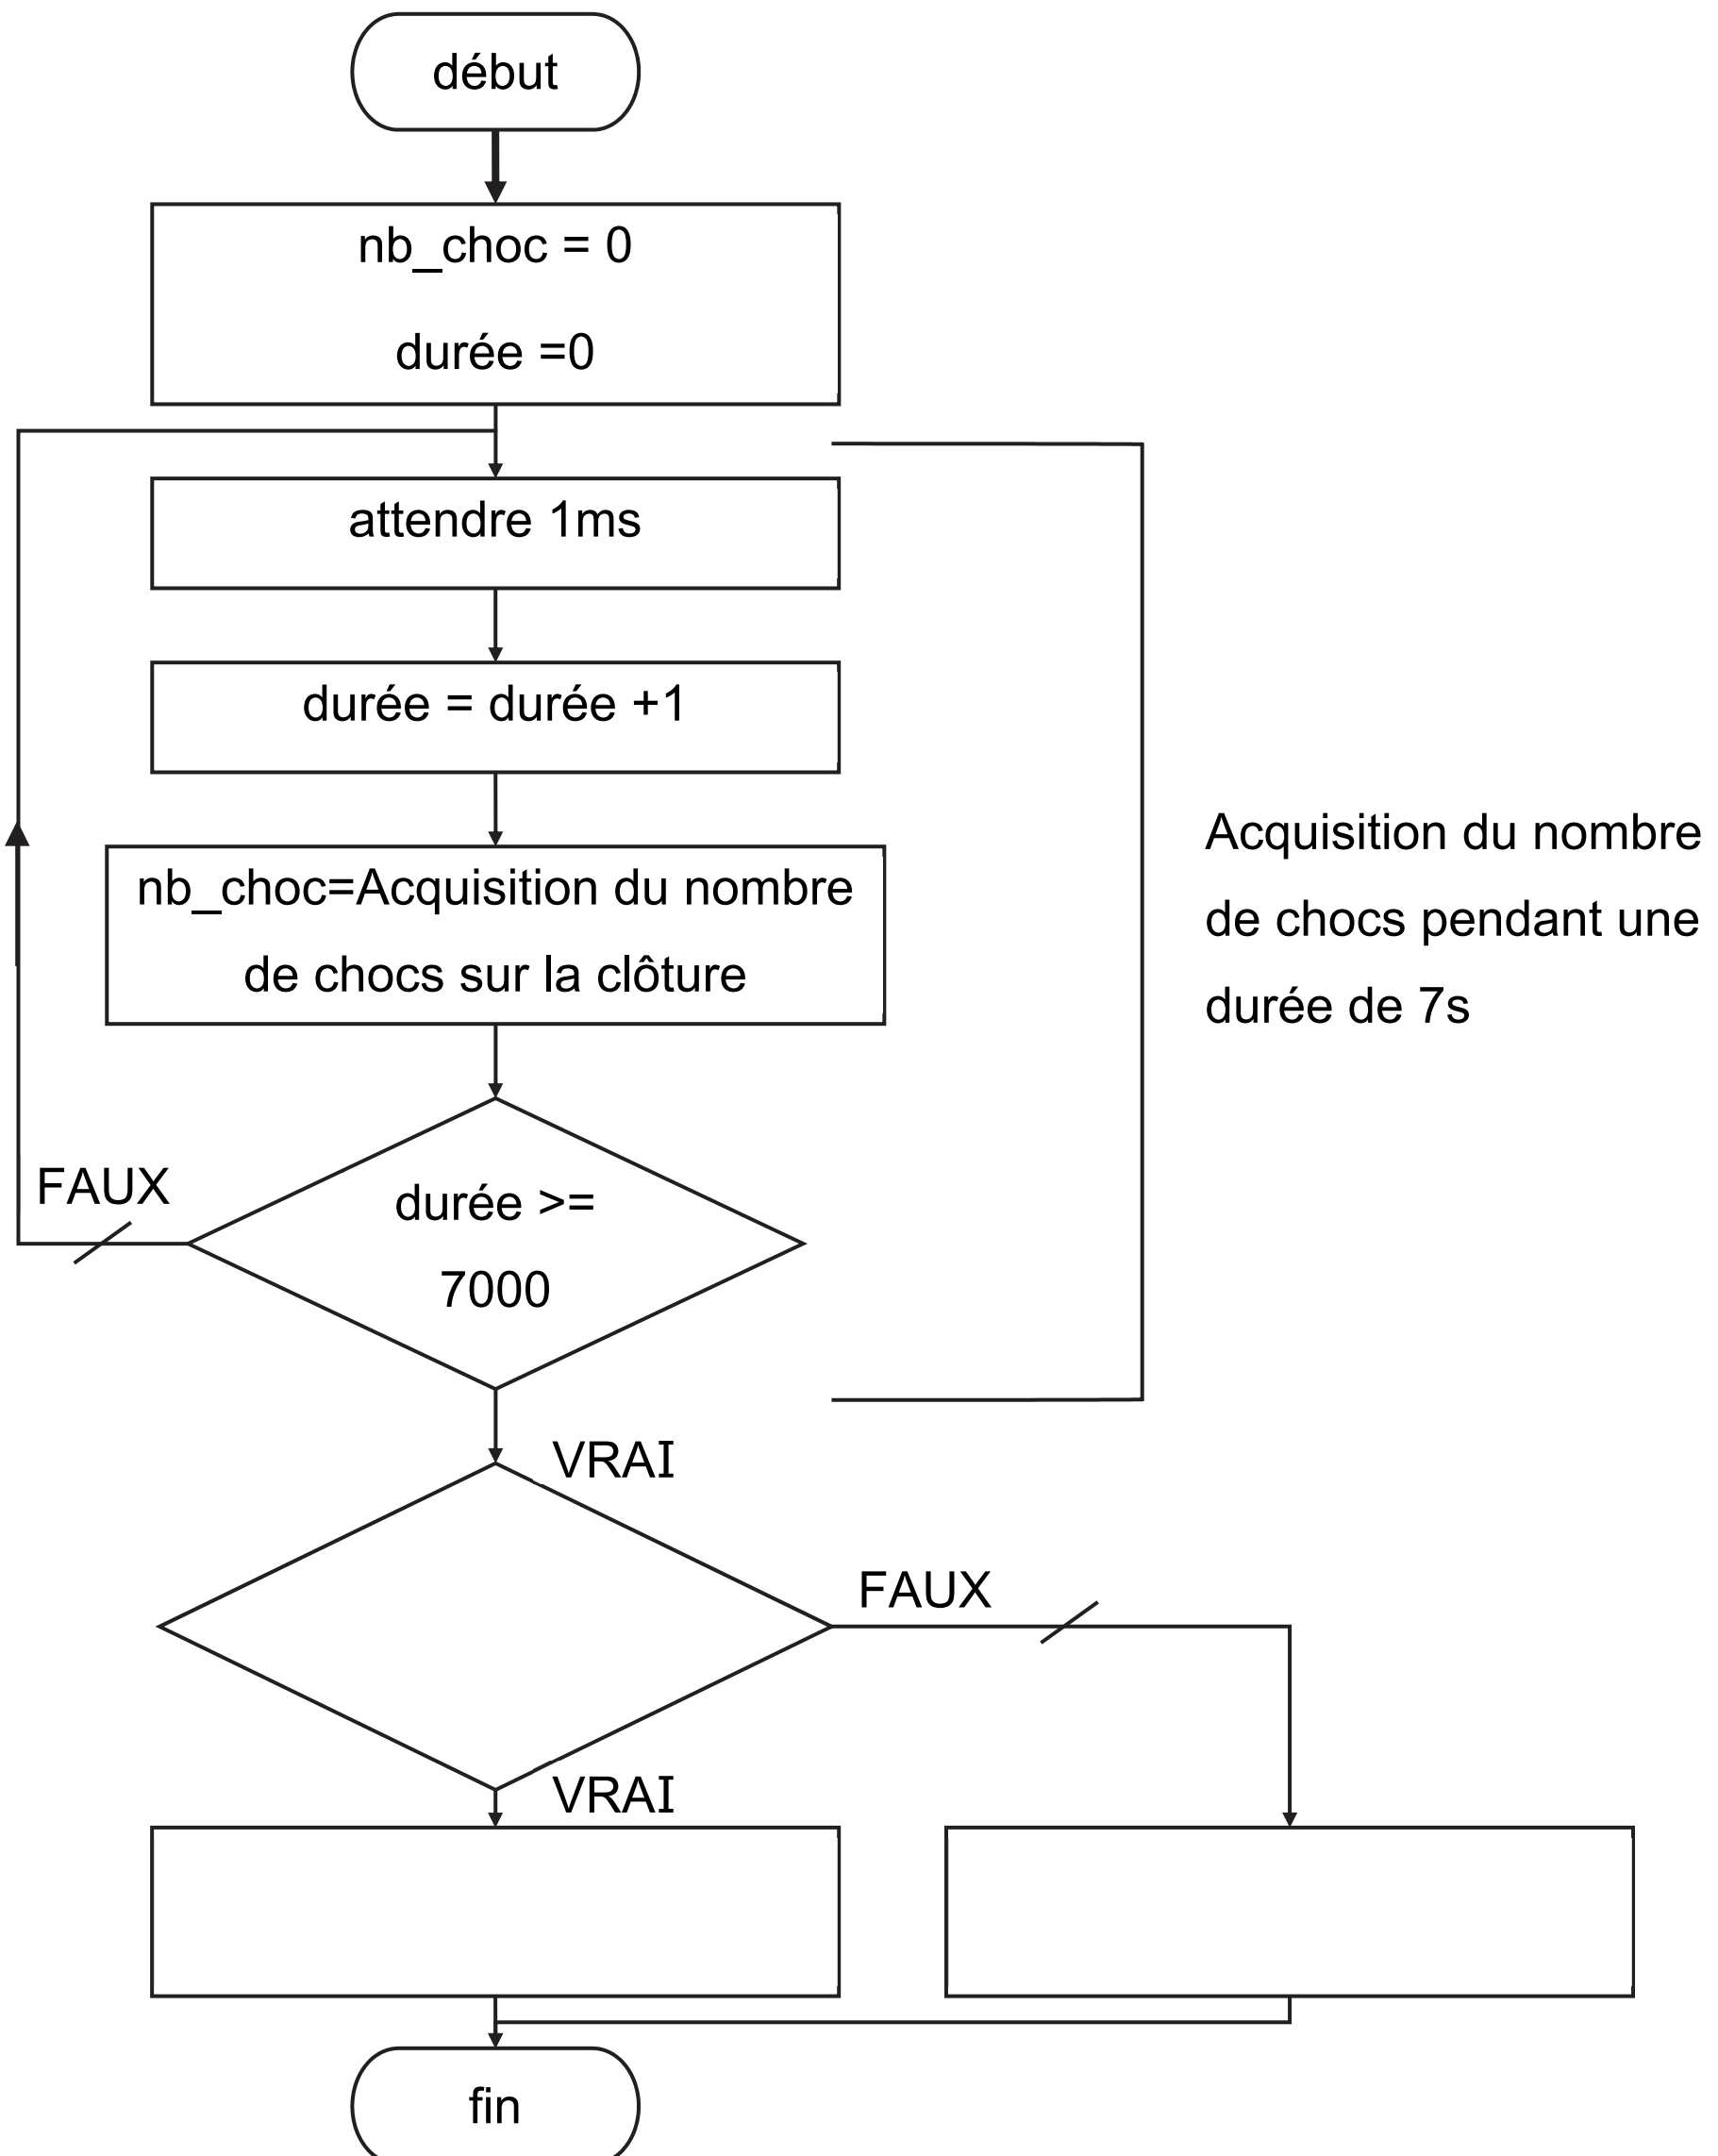 début
nb_choc = 0
durée =0
attendre 1ms
durée = durée +1
nb_choc=Acquisition du nombre
de chocs sur la clôture
Acquisition du nombre
de chocs pendant une
durée de 7s
FAUX
durée >=
7000
VRAI
FAUX
VRAI
fin